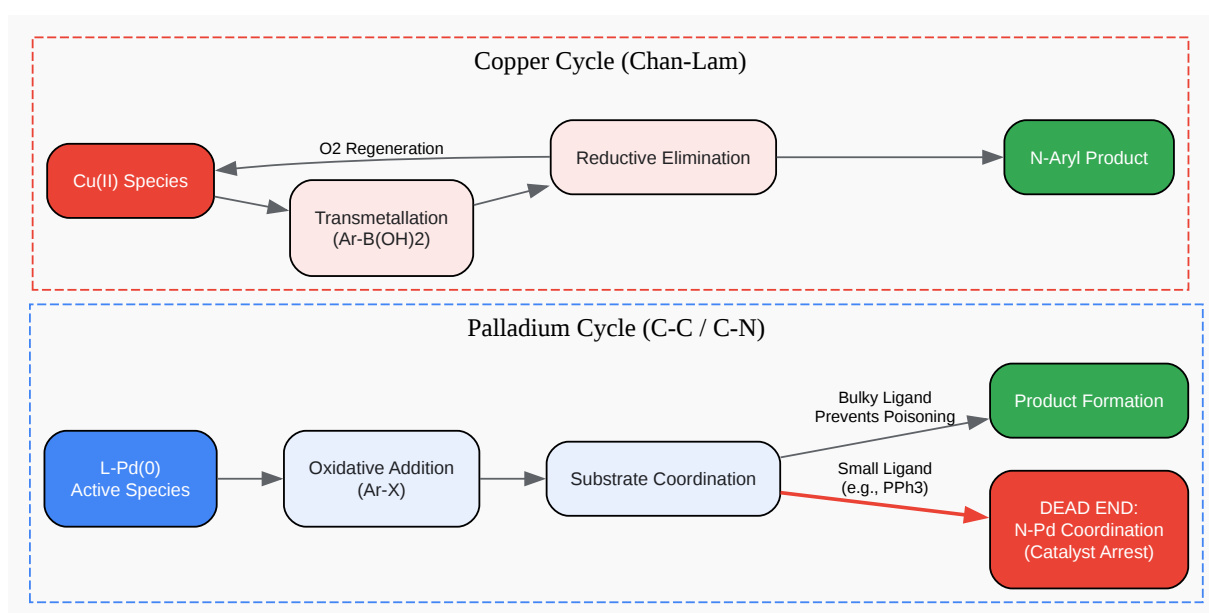 Copper Cycle (Chan-Lam)
O2 Regeneration
Cu(II) Species
Transmetallation
(Ar-B(OH)2)
Reductive Elimination
N-Aryl Product
Palladium Cycle (C-C / C-N)
L-Pd(0)
Active Species
Oxidative Addition
(Ar-X)
Substrate Coordination
Bulky Ligand
Prevents Poisoning
Product Formation
Small Ligand
(e.g., PPh3)
DEAD END:
N-Pd Coordination
(Catalyst Arrest)